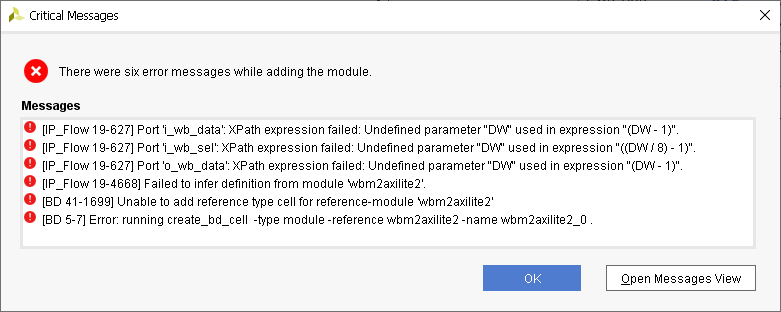 Critical Messages
There were six error messages while adding the module.
Messages
[IP_Flow 19-627] Port 'i_wb_data': XPath expression failed: Undefined parameter "DW" used in expression "(DW - 1)".
[IP_Flow 19-627] Port 'i_wb_sel': XPath expression failed: Undefined parameter "DW" used in expression "((DW / 8) - 1)".
[IP_Flow 19-627] Port 'o_wb_data': XPath expression failed: Undefined parameter "DW" used in expression "(DW - 1)".
[IP_Flow 19-4668] Failed to infer definition from module 'wbm2axilite2'.
[BD 41-1699] Unable to add reference type cell for reference-module 'wbm2axilite2'
[BD 5-7] Error: running create_bd_cell -type module -reference wbm2axilite2 -name wbm2axilite2_0 .
OK
Open Messages View